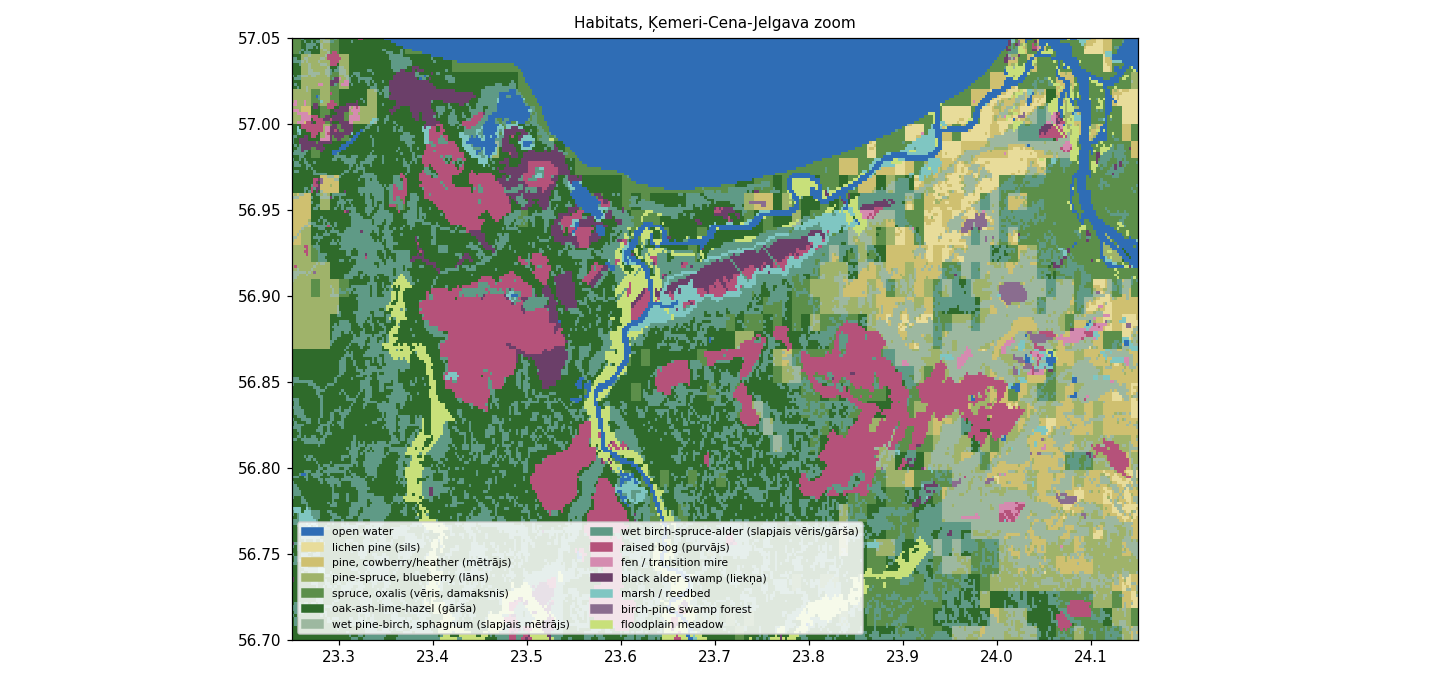 Habitats, Ķemeri-Cena-Jelgava zoom
57.05
57.00
56.95
56.90
56.85
56.80
56.75
56.70
open water
lichen pine (sils)
pine, cowberry/heather (mētrājs)
pine-spruce, blueberry (lāns)
spruce, oxalis (vēris, damaksnis)
oak-ash-lime-hazel (gārša)
wet pine-birch, sphagnum (slapjais mētrājs)
wet birch-spruce-alder (slapjais vēris/gārša)
raised bog (purvājs)
fen / transition mire
black alder swamp (liekņa)
marsh / reedbed
birch-pine swamp forest
floodplain meadow
23.3 23.4 23.5 23.6 23.7 23.8 23.9 24.0 24.1